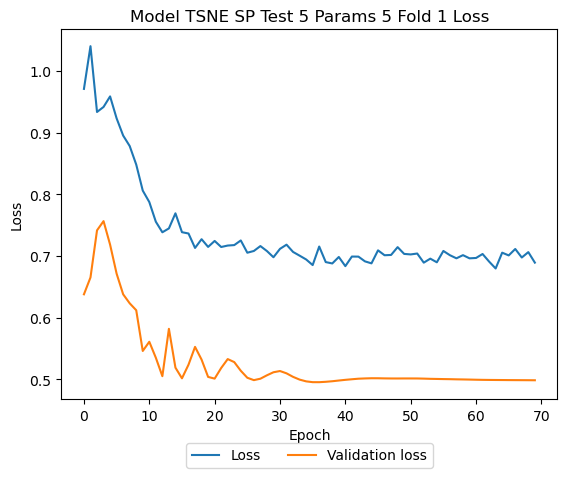 Model TSNE SP Test 5 Params 5 Fold 1 Loss
1.0
0.9
0.8
0.7
0.6
0.5
Loss
0 10 20 30 40 50 60 70
Epoch
Loss Validation loss